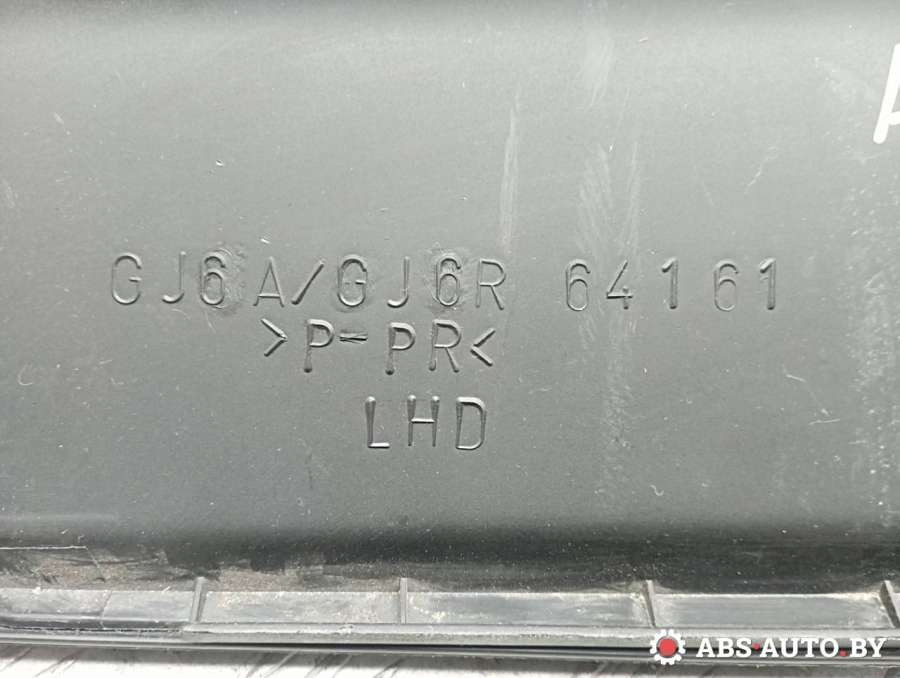 GJ6A/GJ6R 64161
>P-PR<
LHD
ABS-AUTO.BY